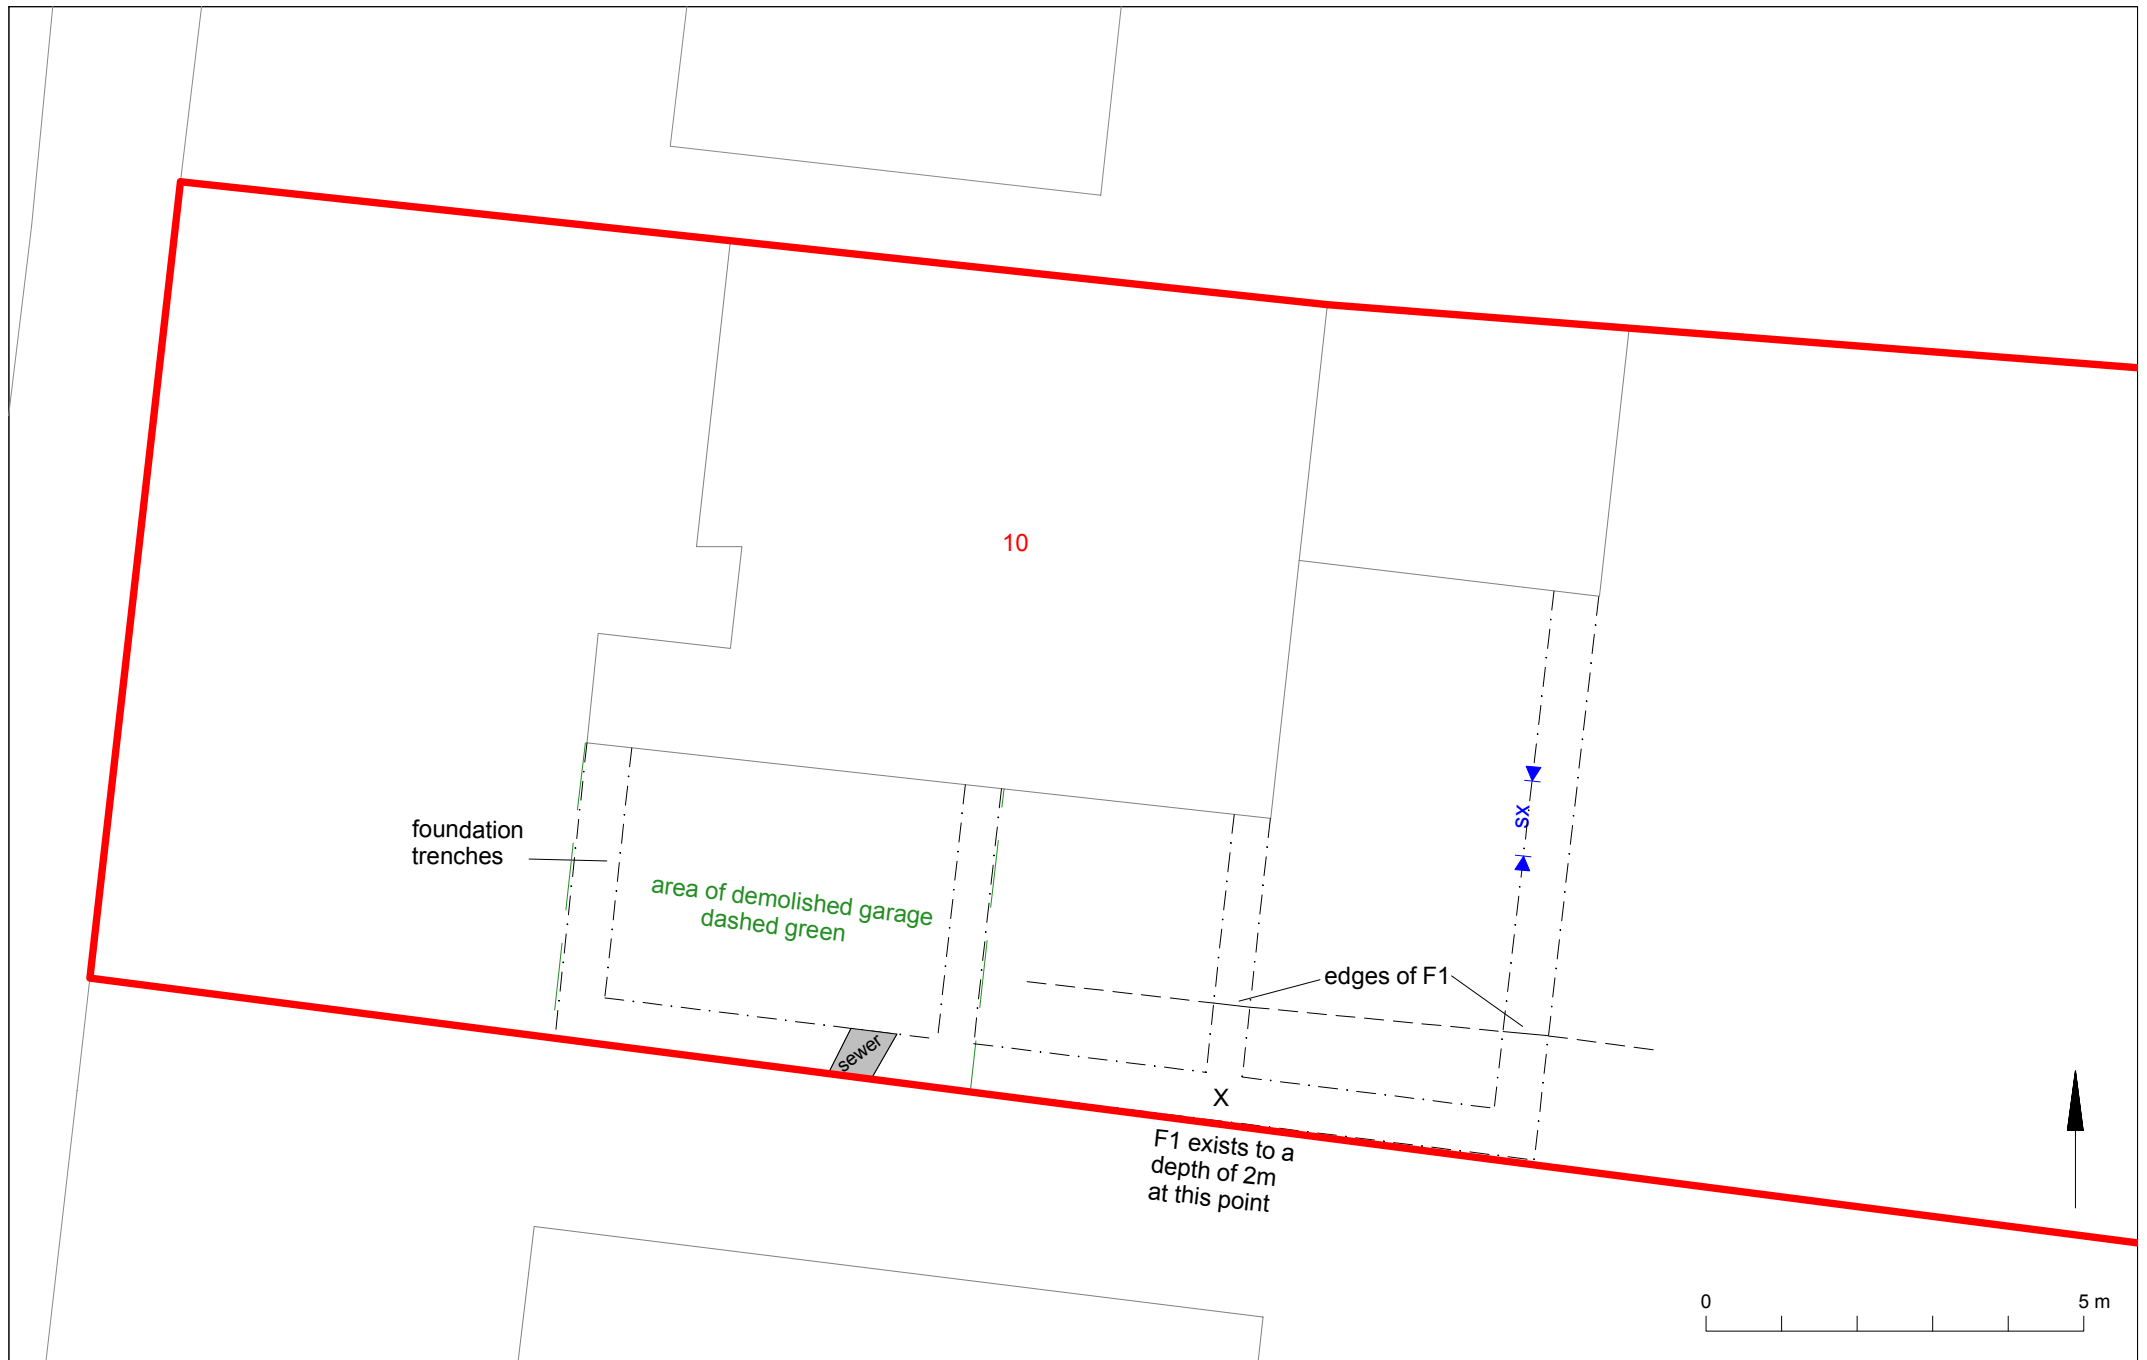 10
foundation
trenches
area of demolished garage
dashed green
sx
edges of F1
sewer
X
F1 exists to a
depth of 2m
at this point
0
5 m